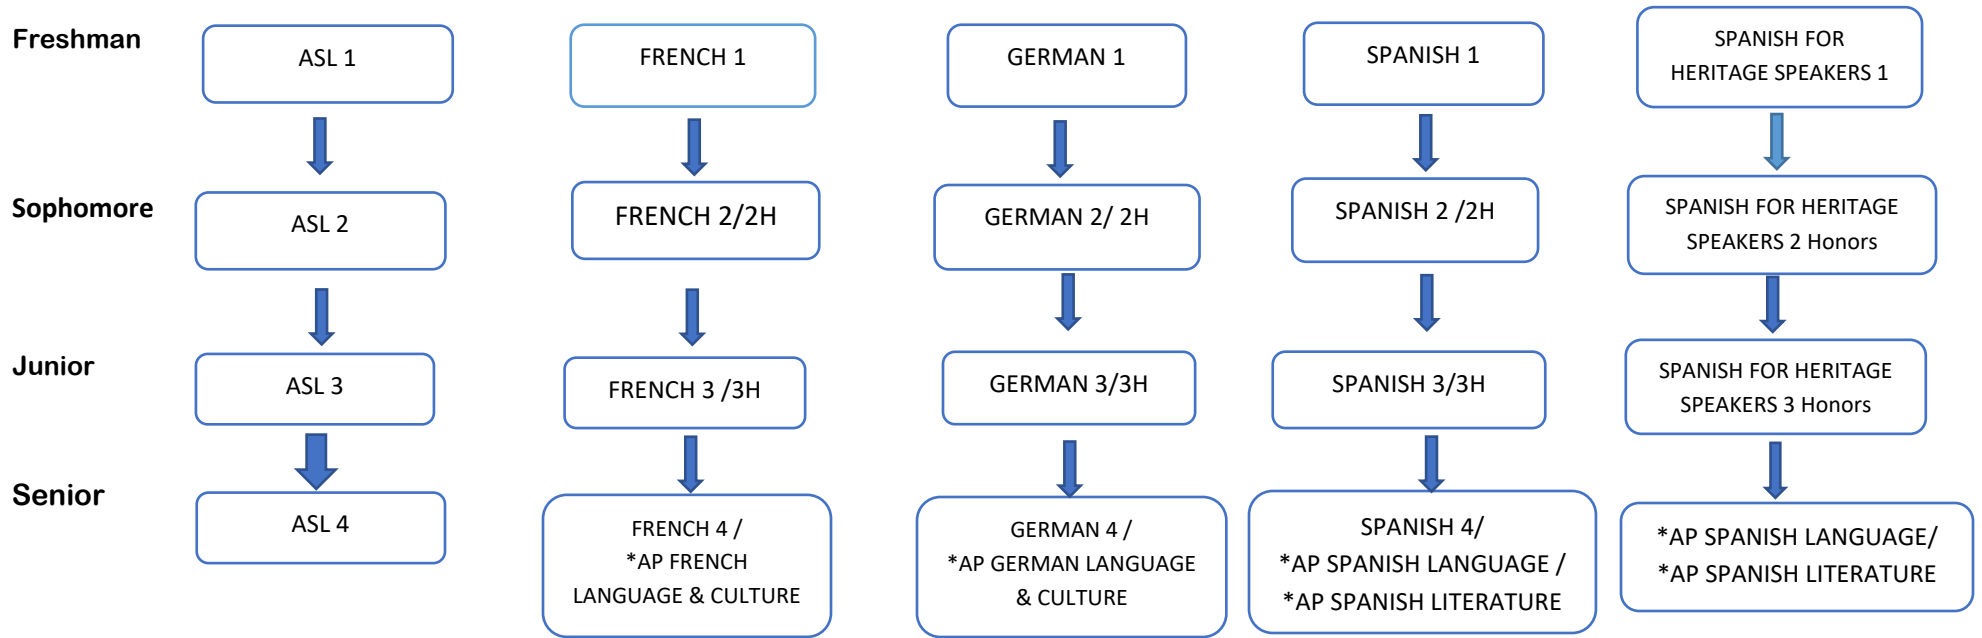 Freshman
ASL 1
FRENCH 1
GERMAN 1
SPANISH 1
SPANISH FOR
HERITAGE SPEAKERS 1
Sophomore
ASL 2
FRENCH 2/2H
GERMAN 2/ 2H
SPANISH 2 /2H
SPANISH FOR HERITAGE
SPEAKERS 2 Honors
Junior
ASL 3
FRENCH 3 /3H
GERMAN 3/3H
SPANISH 3/3H
SPANISH FOR HERITAGE
SPEAKERS 3 Honors
Senior
ASL 4
FRENCH 4 /
*AP FRENCH
LANGUAGE & CULTURE
GERMAN 4 /
*AP GERMAN LANGUAGE
& CULTURE
SPANISH 4/
*AP SPANISH LANGUAGE /
*AP SPANISH LITERATURE
*AP SPANISH LANGUAGE/
*AP SPANISH LITERATURE